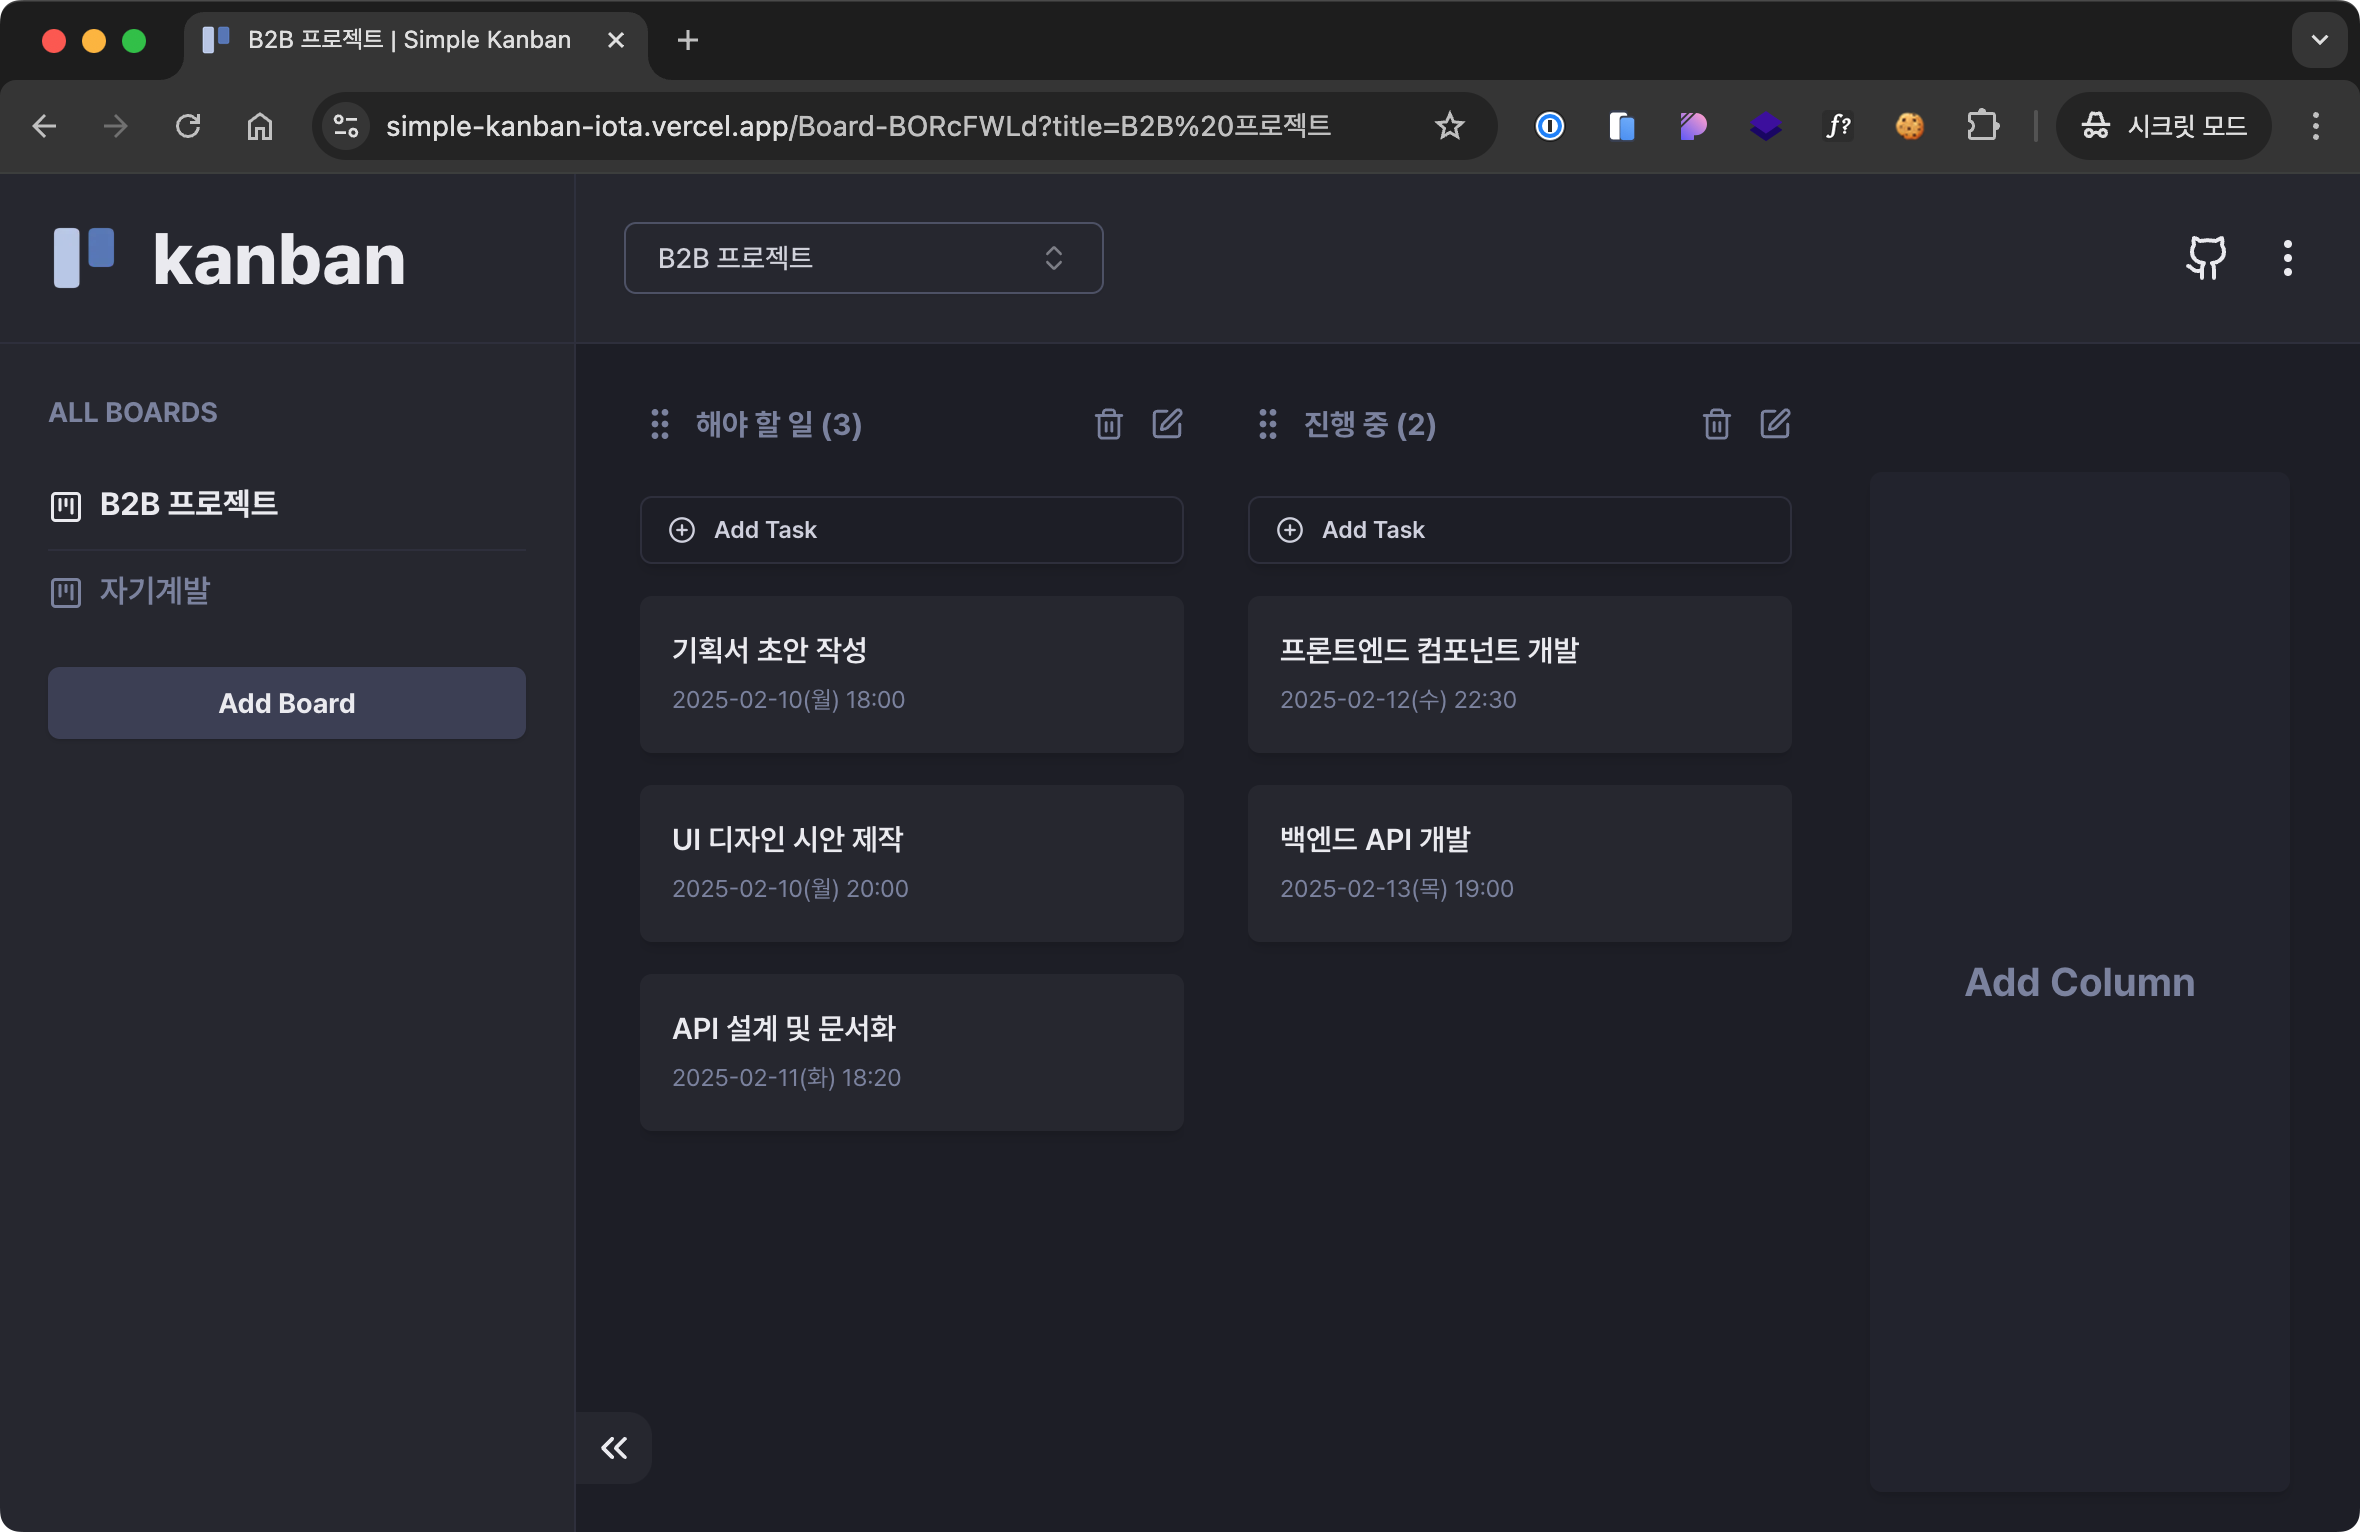 B2B 프로젝트 | Simple Kanban
simple-kanban-iota.vercel.app/Board-BORcFWLd?title=B2B%20프로젝트
f?
시크릿 모드
kanban
B2B 프로젝트
ALL BOARDS
B2B 프로젝트
자기계발
Add Board
해야 할 일 (3)
Add Task
기획서 초안 작성
2025-02-10(월) 18:00
UI 디자인 시안 제작
2025-02-10(월) 20:00
API 설계 및 문서화
2025-02-11(화) 18:20
진행 중 (2)
Add Task
프론트엔드 컴포넌트 개발
2025-02-12(수) 22:30
백엔드 API 개발
2025-02-13(목) 19:00
Add Column